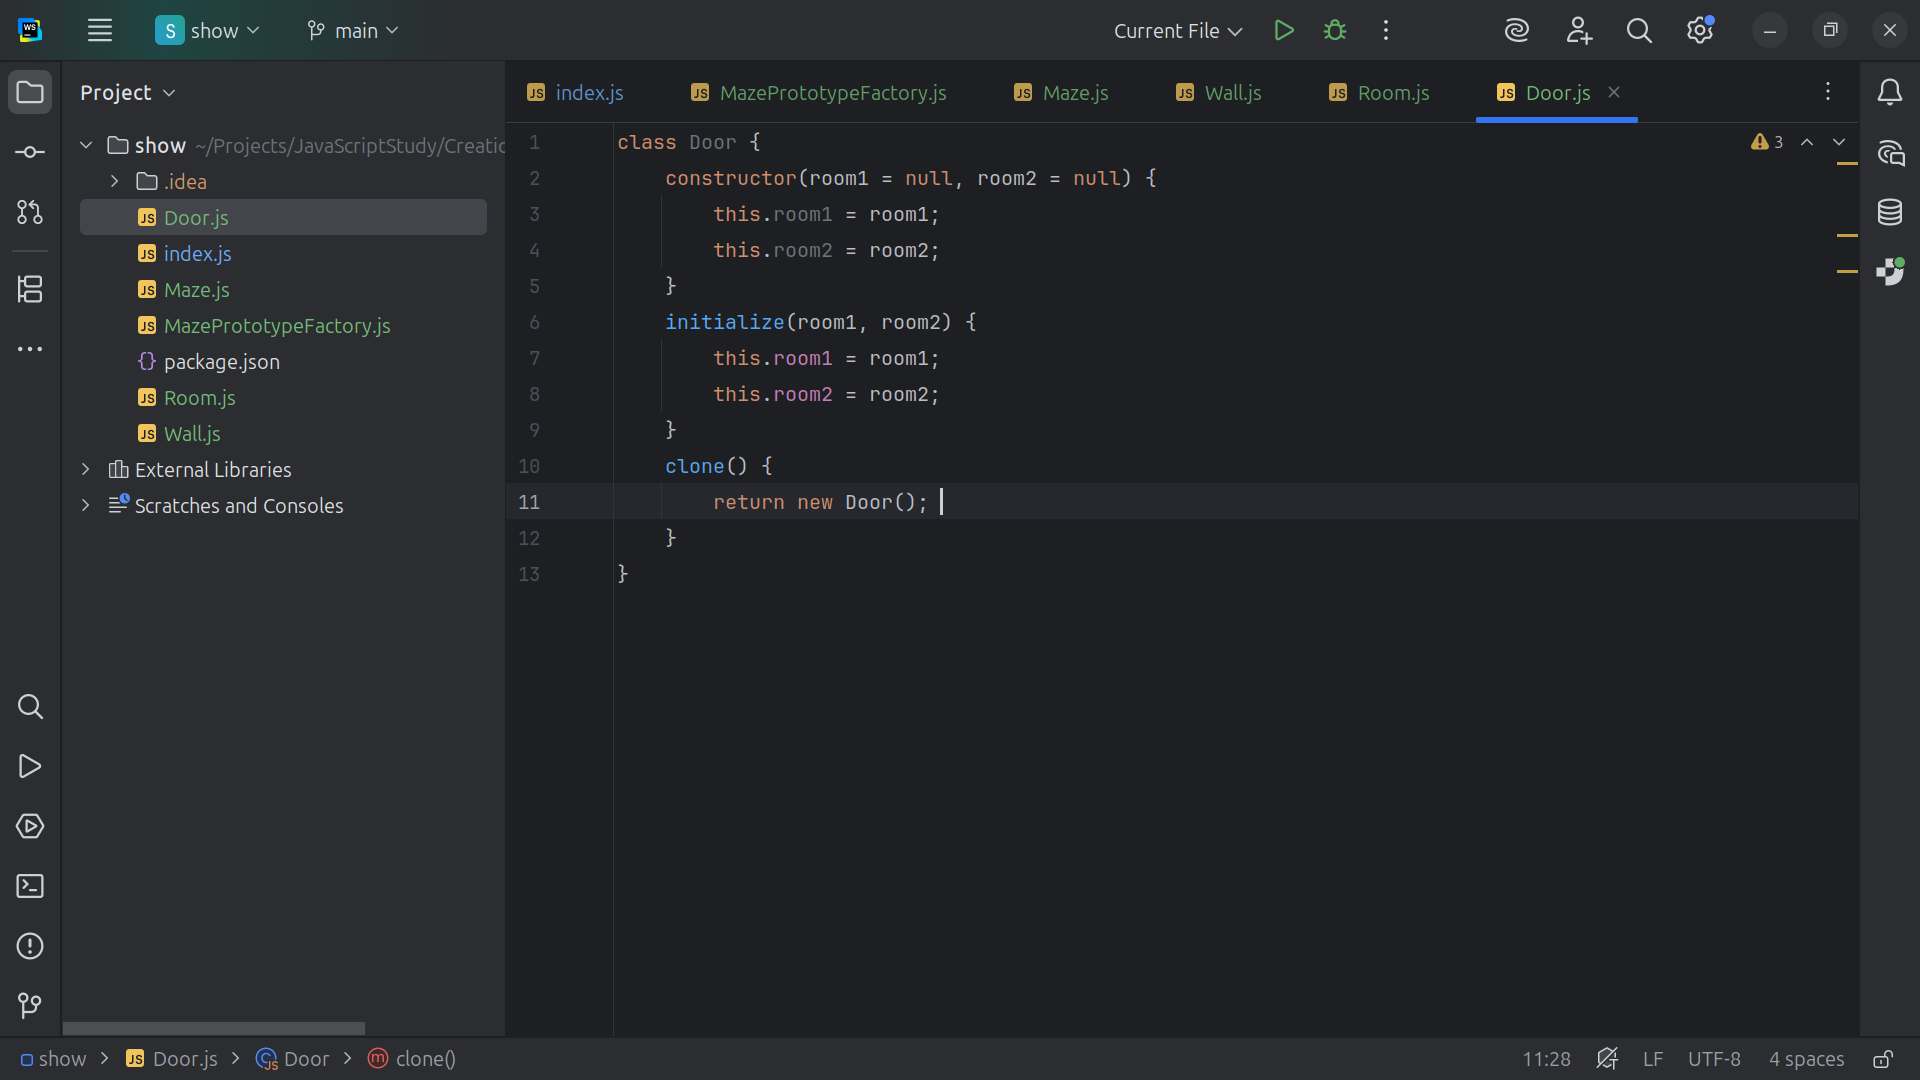 WS
S show
main
Current File
Project
index.js
MazePrototypeFactory.js
Maze.js
Wall.js
Room.js
Door.js
show ~/Projects/JavaScriptStudy/Creatio
.idea
Door.js
index.js
Maze.js
MazePrototypeFactory.js
package.json
Room.js
Wall.js
External Libraries
Scratches and Consoles
1 class Door {
2 constructor(room1 = null, room2 = null) {
3 this.room1 = room1;
4 this.room2 = room2;
5 }
6 initialize(room1, room2) {
7 this.room1 = room1;
8 this.room2 = room2;
9 }
10 clone() {
11 return new Door();
12 }
13 }
3
show > Door.js > Door > clone()
11:28 LF UTF-8 4 spaces